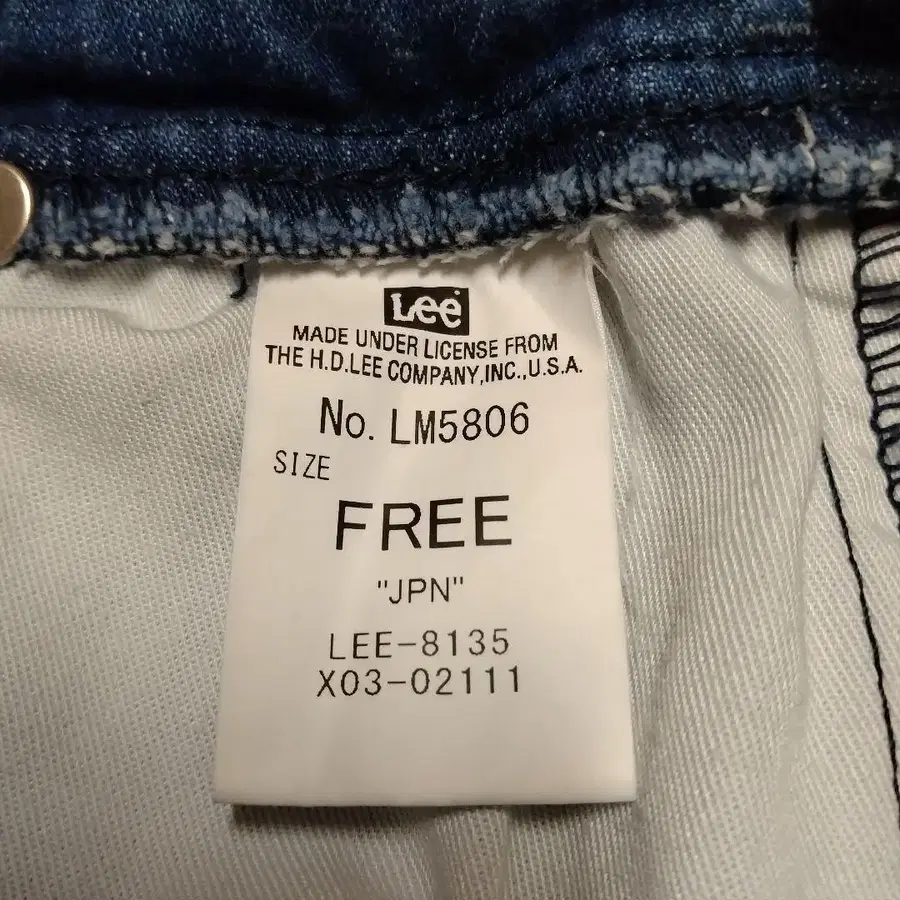 Lee
MADE UNDER LICENSE FROM
THE H.D.LEE COMPANY,INC.,U.S.A.
No. LM5806
SIZE
FREE
"JPN"
LEE-8135
X03-02111